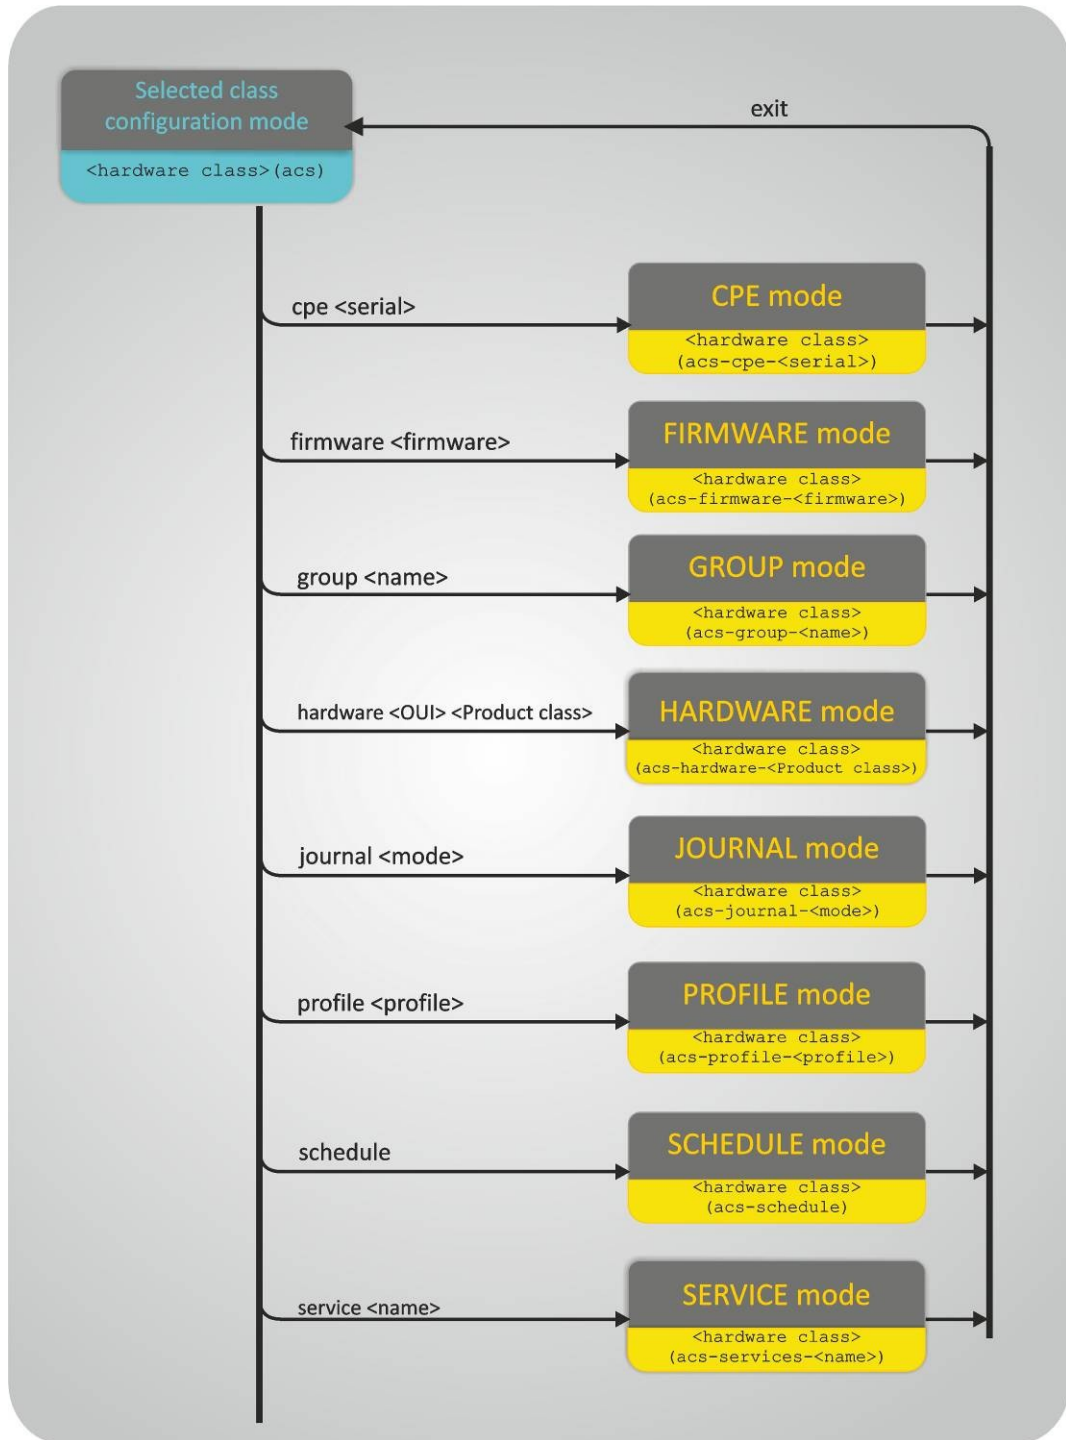 Selected class
configuration mode
<hardware class>(acs)
exit
cpe <serial>
CPE mode
<hardware class>
(acs-cpe-<serial>)
firmware <firmware>
FIRMWARE mode
<hardware class>
(acs-firmware-<firmware>)
group <name>
GROUP mode
<hardware class>
(acs-group-<name>)
hardware <OUI> <Product class>
HARDWARE mode
<hardware class>
(acs-hardware-<Product class>)
journal <mode>
JOURNAL mode
<hardware class>
(acs-journal-<mode>)
profile <profile>
PROFILE mode
<hardware class>
(acs-profile-<profile>)
schedule
SCHEDULE mode
<hardware class>
(acs-schedule)
service <name>
SERVICE mode
<hardware class>
(acs-services-<name>)